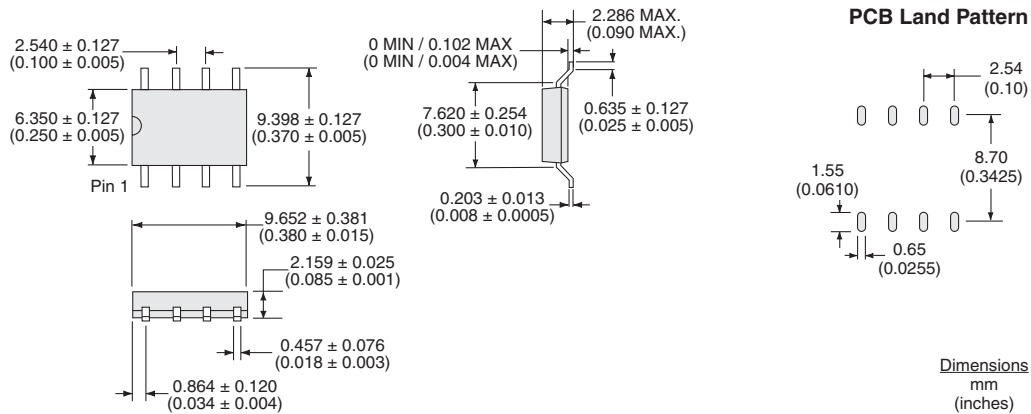 2.540 ± 0.127
(0.100 ± 0.005)
6.350 ± 0.127
(0.250 ± 0.005)
9.398 ± 0.127
(0.370 ± 0.005)
Pin 1
9.652 ± 0.381
(0.380 ± 0.015)
2.159 ± 0.025
(0.085 ± 0.001)
0.457 ± 0.076
(0.018 ± 0.003)
0.864 ± 0.120
(0.034 ± 0.004)
2.286 MAX.
(0.090 MAX.)
0 MIN / 0.102 MAX
(0 MIN / 0.004 MAX)
7.620 ± 0.254
(0.300 ± 0.010)
0.635 ± 0.127
(0.025 ± 0.005)
0.203 ± 0.013
(0.008 ± 0.0005)
PCB Land Pattern
2.54
(0.10)
8.70
(0.3425)
1.55
(0.0610)
0.65
(0.0255)
Dimensions
mm
(inches)